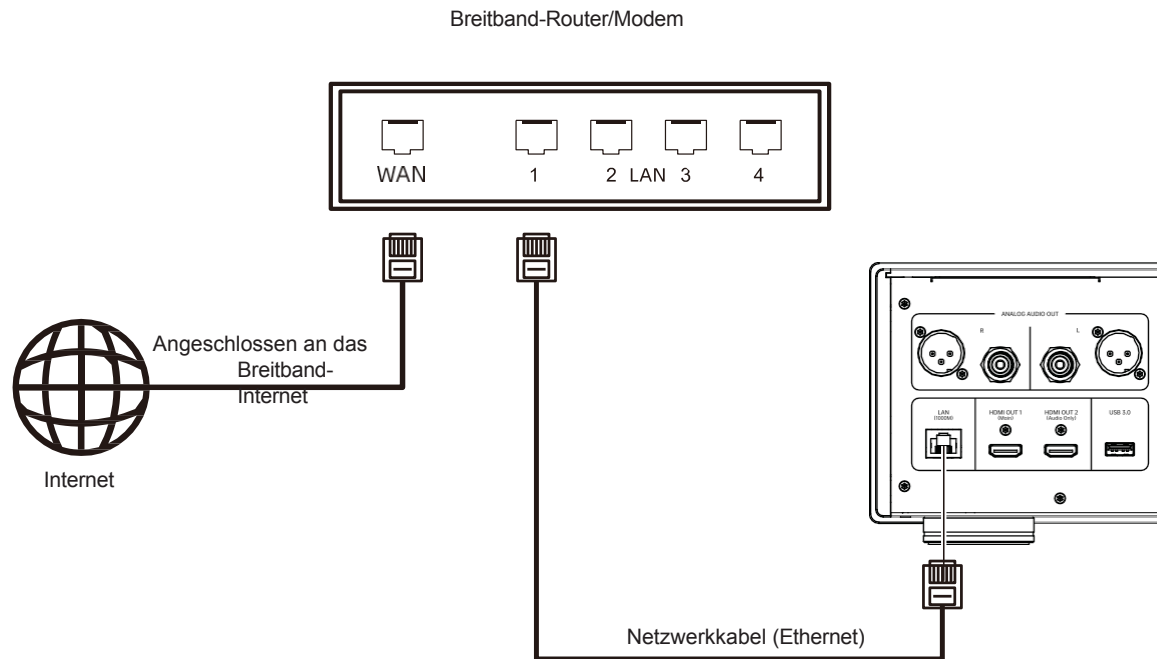 Breitband-Router/Modem
WAN
1
2 LAN 3
4
Angeschlossen an das
Breitband-
Internet
Internet
ANALOG AUDIO OUT
R
L
LAN
(1000M)
HDMI OUT 1
(Main)
HDMI OUT 2
(Audio Only)
USB 3.0
Netzwerkkabel (Ethernet)